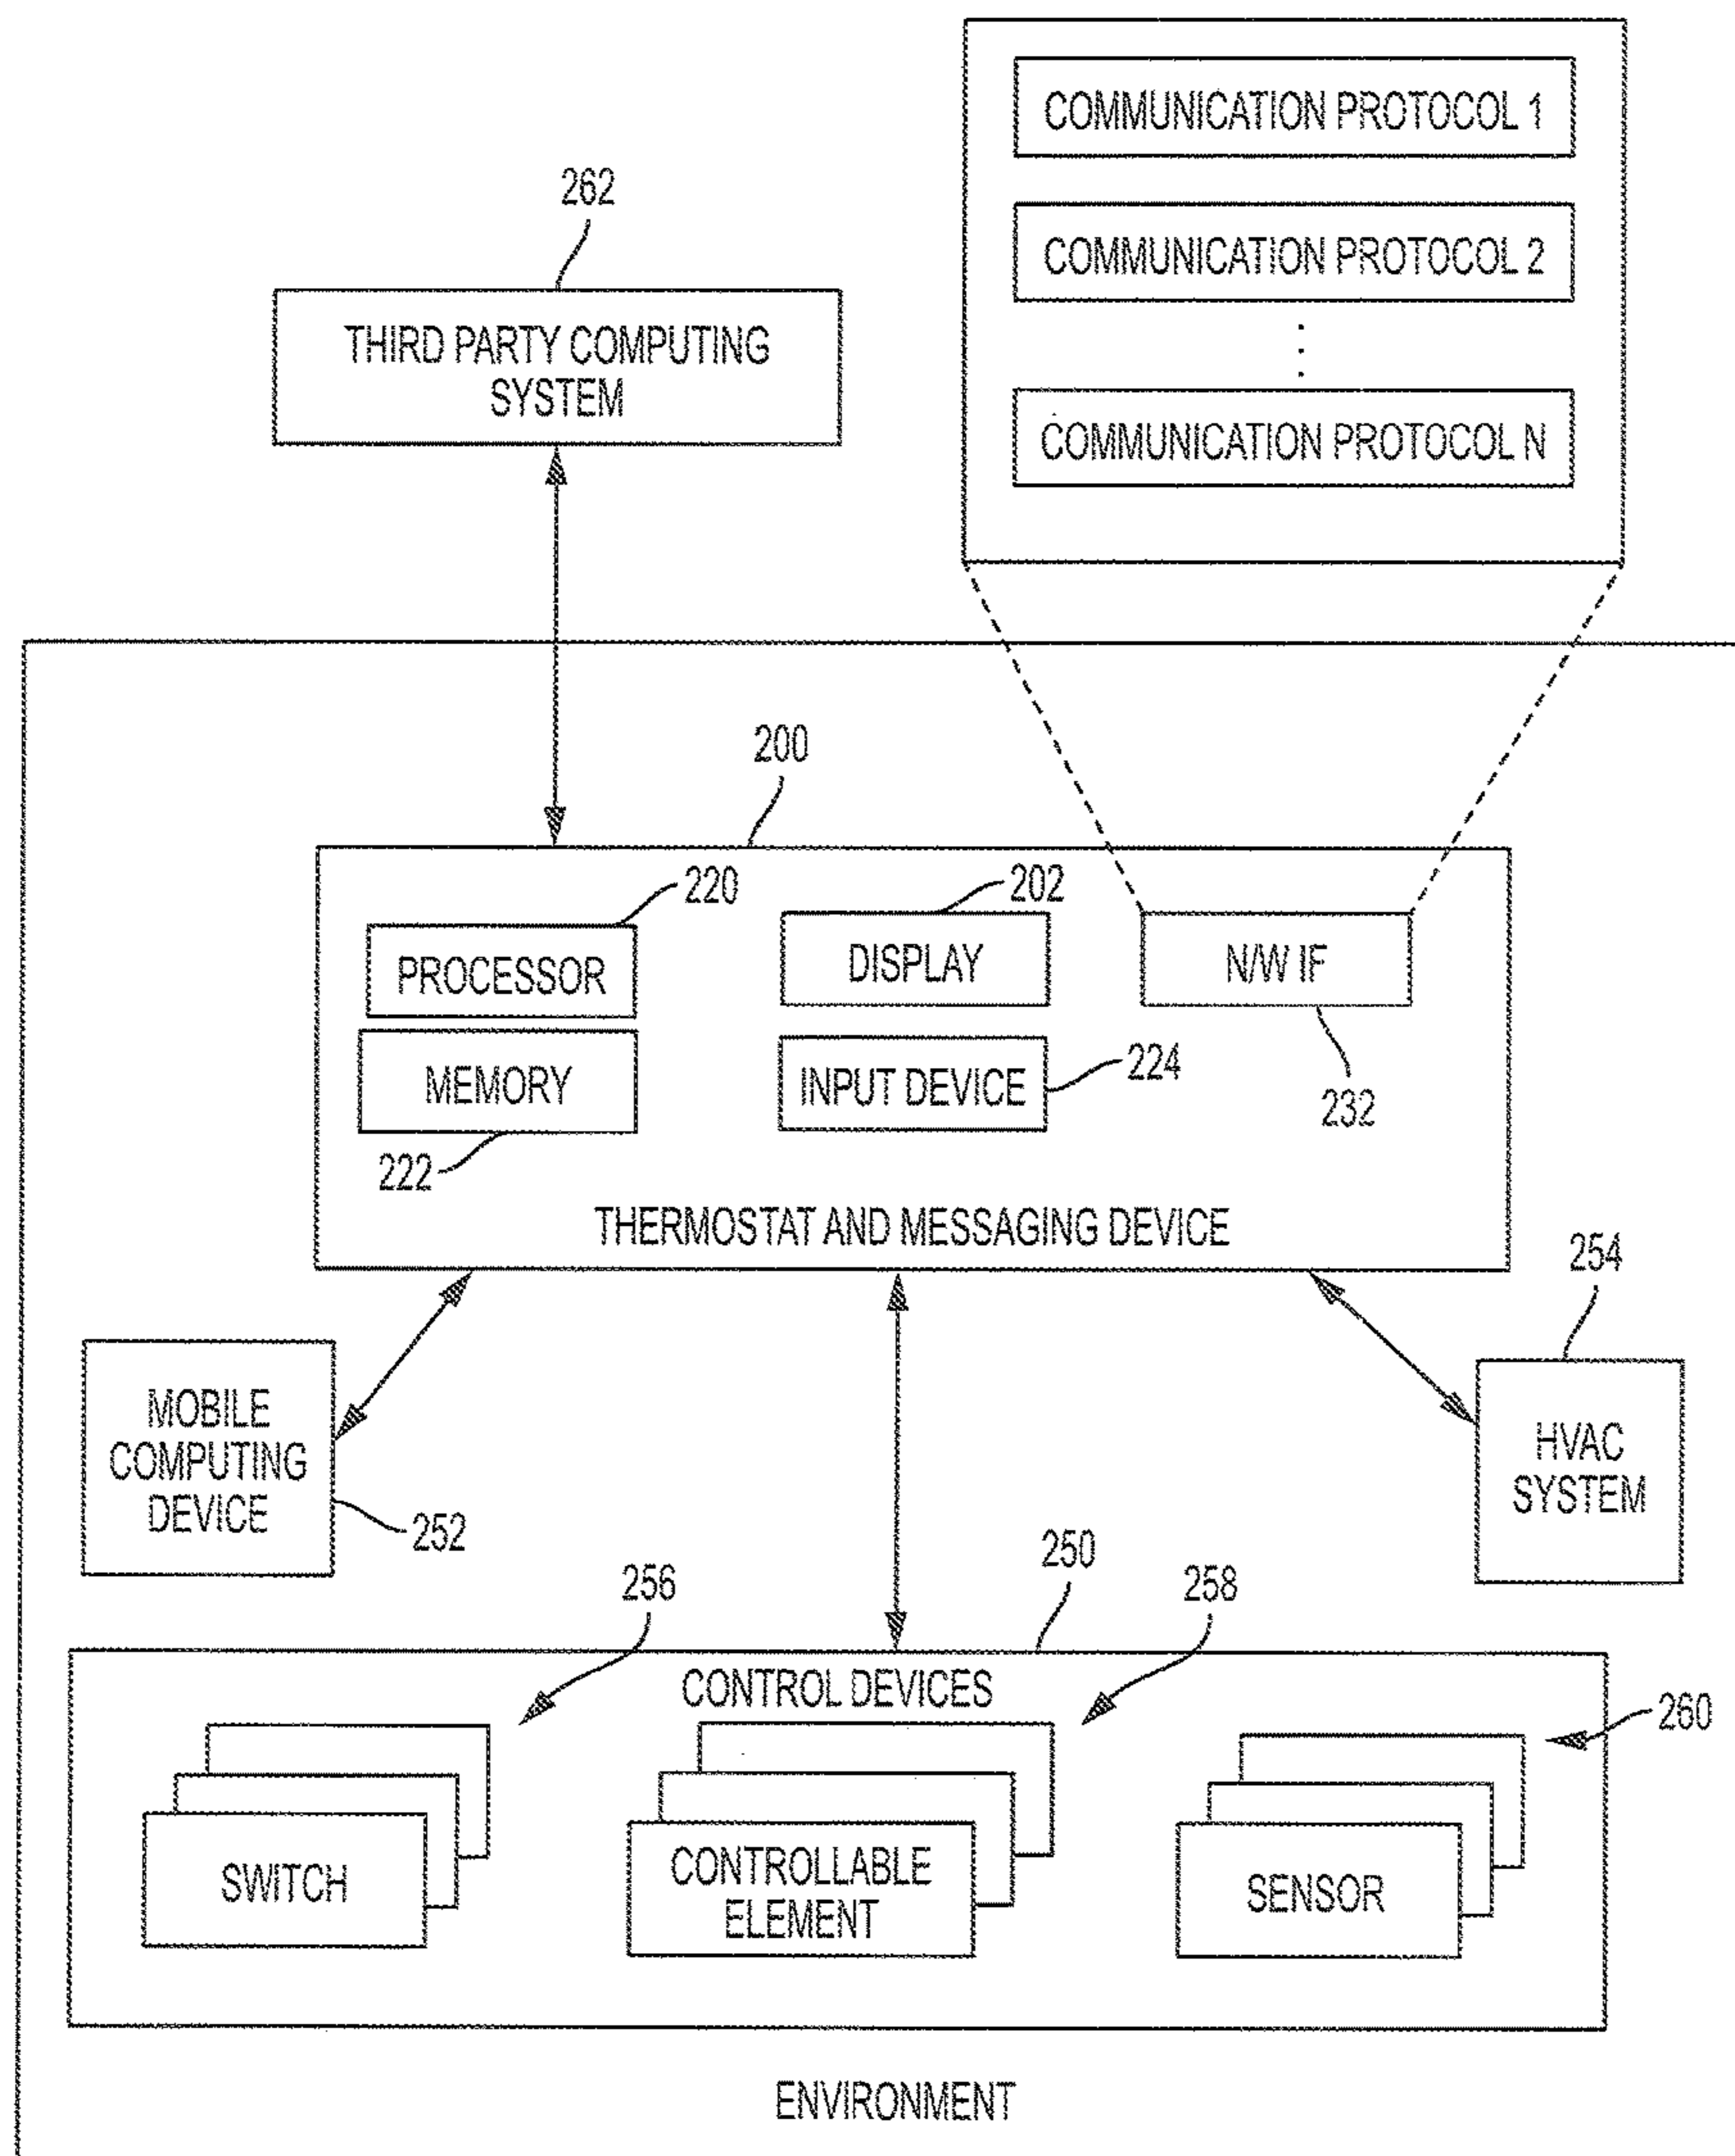 COMMUNICATION PROTOCOL 1
COMMUNICATION PROTOCOL 2
COMMUNICATION PROTOCOL N
262
THIRD PARTY COMPUTING
SYSTEM
200
220
202
PROCESSOR
DISPLAY
N/W IF
MEMORY
INPUT DEVICE
224
232
222
THERMOSTAT AND MESSAGING DEVICE
254
MOBILE
COMPUTING
DEVICE
252
HVAC
SYSTEM
256
250
258
CONTROL DEVICES
260
SWITCH
CONTROLLABLE
ELEMENT
SENSOR
ENVIRONMENT